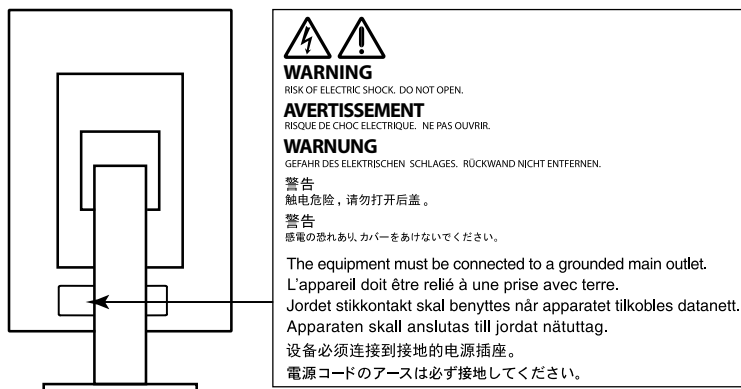 WARNING
RISK OF ELECTRIC SHOCK. DO NOT OPEN.
AVERTISSEMENT
RISQUE DE CHOC ELECTRIQUE. NE PAS OUVRIR.
WARNUNG
GEFAHR DES ELEKTRISCHEN SCHLAGES. RÜCKWAND NICHT ENTFERNEN.
警告
触电危险，请勿打开后盖。
警告
感電の恐れあり、カバーをあけないでください。
The equipment must be connected to a grounded main outlet.
L'appareil doit être relié à une prise avec terre.
Jordet stikkontakt skal benyttes når apparatet tilkobles datanett.
Apparaten skall anslutas till jordat nätuttag.
设备必须连接到接地的电源插座。
電源コードのアースは必ず接地してください。